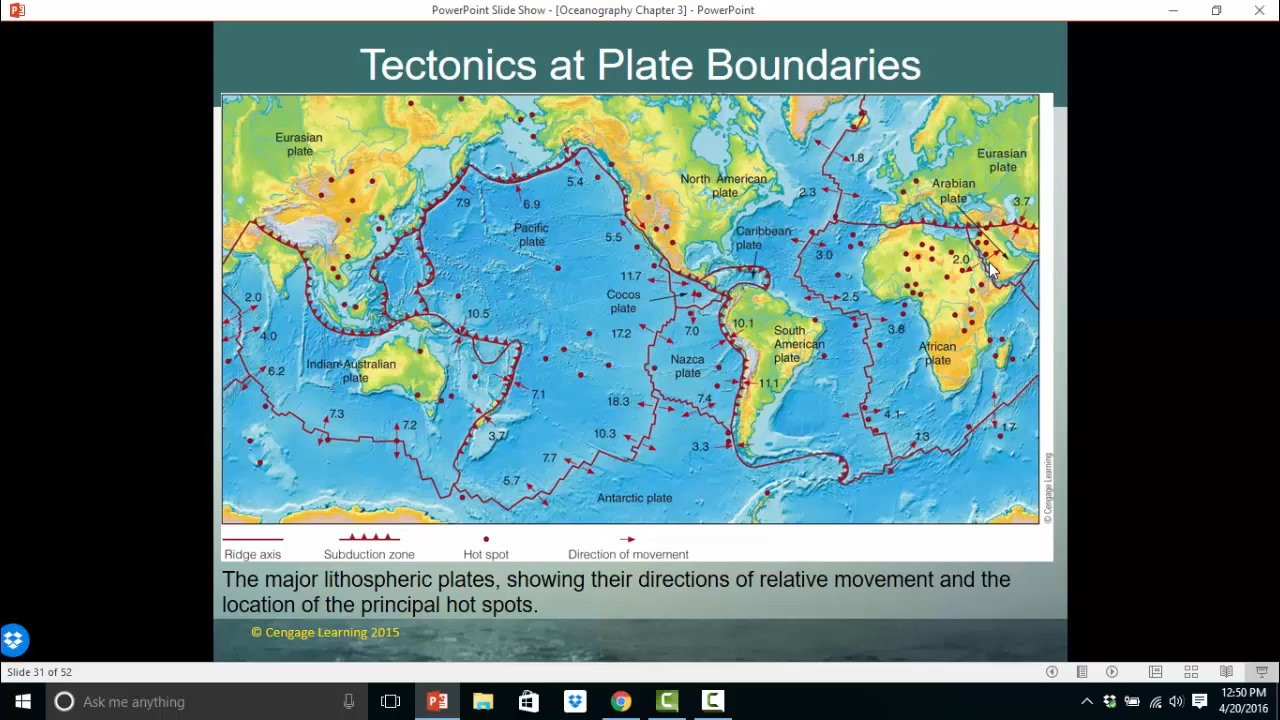 PowerPoint Slide Show - [Oceanography Chapter 3] - PowerPoint
Tectonics at Plate Boundaries
Eurasian
plate
5.4
7.9
6.9
Pacific
plate
North American
plate
5.5
Caribbean
plate
2.3
1.8
Eurasian
plate
Arabian
plate
3.7
3.0
2.0
11.7
Cocos
plate
2.5
2.0
4.0
6.2
10.5
17.2
7.0
10.1
South
American
plate
3.8
African
plate
Indian-Australian
plate
Nazca
plate
7.1
11.1
18.3
7.4
7.3
7.2
3.7
10.3
3.3
4.1
1.3
1.7
7.7
5.7
Antarctic plate
© Cengage Learning
Ridge axis
Subduction zone
Hot spot
Direction of movement
The major lithospheric plates, showing their directions of relative movement and the
location of the principal hot spots.
© Cengage Learning 2015
Slide 31 of 52
Ask me anything
12:50 PM
4/20/2016